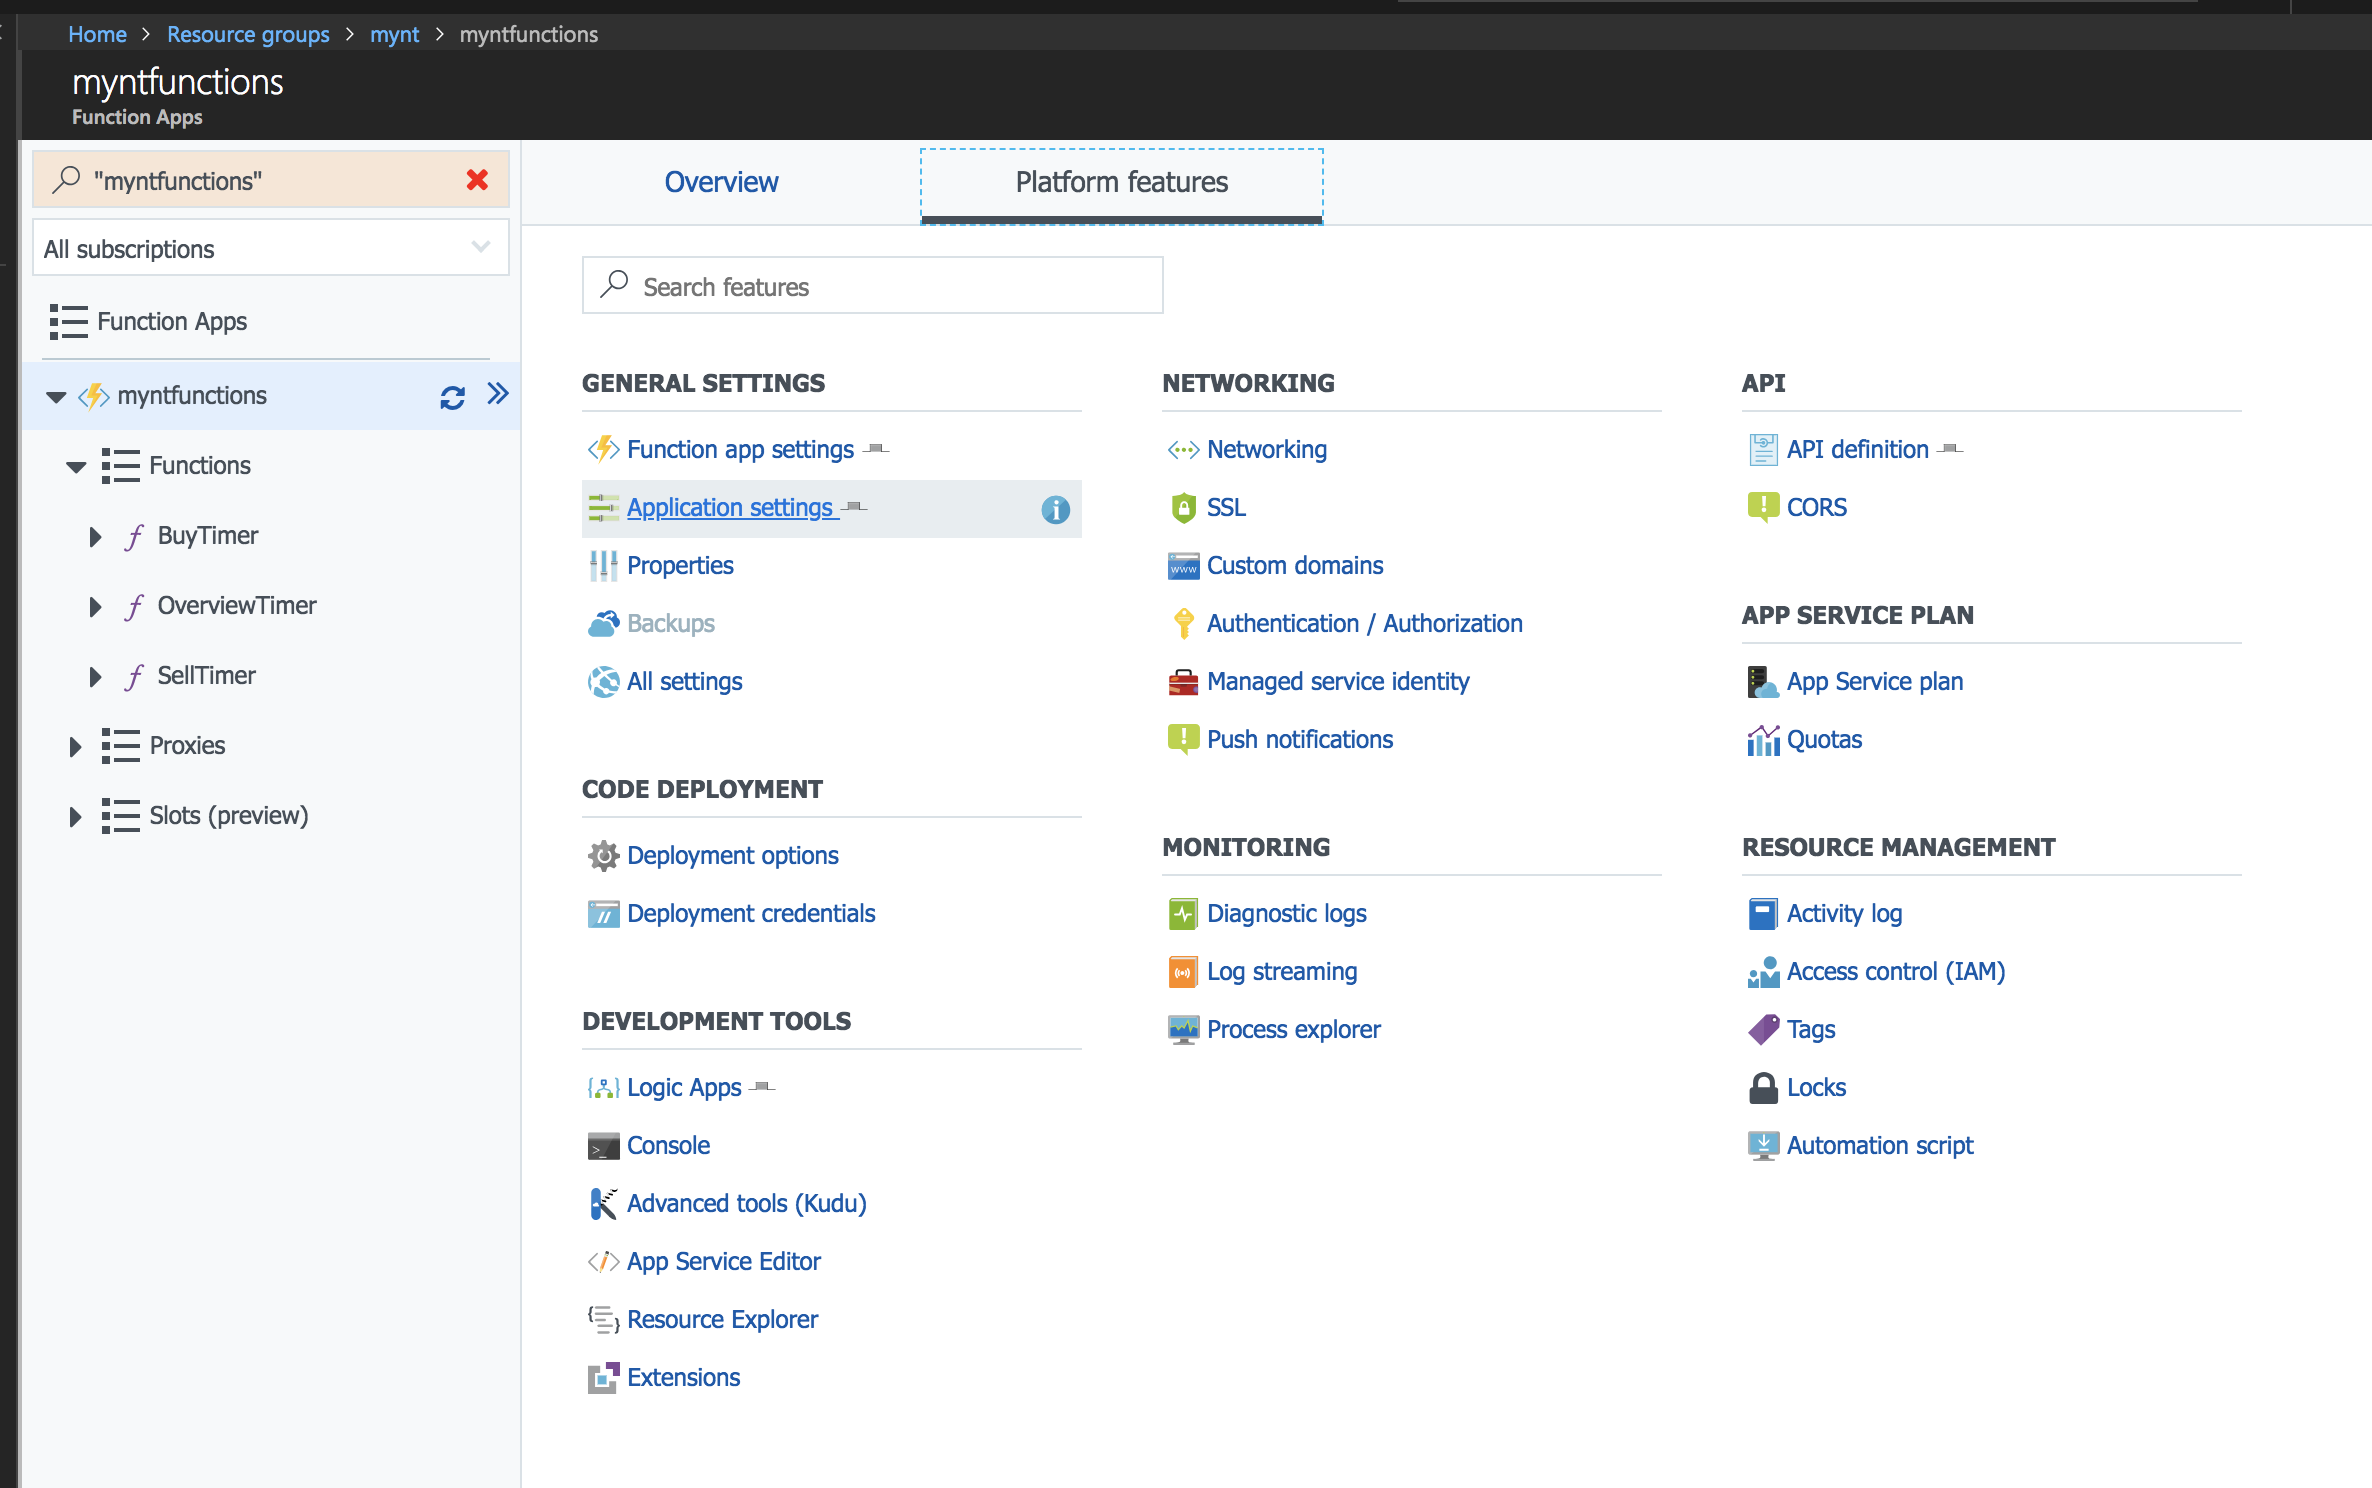 Home > Resource groups > mynt > myntfunctions
myntfunctions
Function Apps
"myntfunctions"
All subscriptions
Function Apps
myntfunctions
Functions
BuyTimer
OverviewTimer
SellTimer
Proxies
Slots (preview)
Overview
Platform features
Search features
GENERAL SETTINGS
Function app settings
Application settings
Properties
Backups
All settings
CODE DEPLOYMENT
Deployment options
Deployment credentials
DEVELOPMENT TOOLS
Logic Apps
Console
Advanced tools (Kudu)
App Service Editor
Resource Explorer
Extensions
NETWORKING
Networking
SSL
Custom domains
Authentication / Authorization
Managed service identity
Push notifications
MONITORING
Diagnostic logs
Log streaming
Process explorer
API
API definition
CORS
APP SERVICE PLAN
App Service plan
Quotas
RESOURCE MANAGEMENT
Activity log
Access control (IAM)
Tags
Locks
Automation script